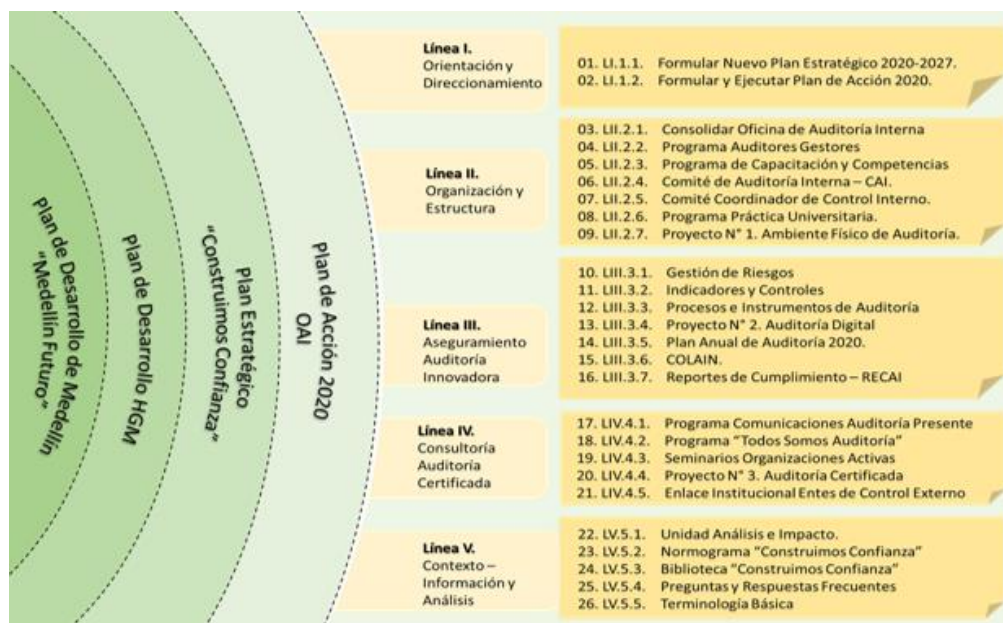 Plan de Desarrollo de Medellín
"Medellín Futuro"
Plan de Desarrollo HGM
Plan Estratégico
"Construimos Confianza"
Plan de Acción 2020
OAI
Línea I.
Orientación y
Direccionamiento
01. LI.1.1. Formular Nuevo Plan Estratégico 2020-2027.
02. LI.1.2. Formular y Ejecutar Plan de Acción 2020.
Línea II.
Organización y
Estructura
03. LII.2.1. Consolidar Oficina de Auditoría Interna
04. LII.2.2. Programa Auditores Gestores
05. LII.2.3. Programa de Capacitación y Competencias
06. LII.2.4. Comité de Auditoría Interna – CAI.
07. LII.2.5. Comité Coordinador de Control Interno.
08. LII.2.6. Programa Práctica Universitaria.
09. LII.2.7. Proyecto N° 1. Ambiente Físico de Auditoría.
Línea III.
Aseguramiento
Auditoría
Innovadora
10. LIII.3.1. Gestión de Riesgos
11. LIII.3.2. Indicadores y Controles
12. LIII.3.3. Procesos e Instrumentos de Auditoría
13. LIII.3.4. Proyecto N° 2. Auditoría Digital
14. LIII.3.5. Plan Anual de Auditoría 2020.
15. LIII.3.6. COLAIN.
16. LIII.3.7. Reportes de Cumplimiento – RECAI
Línea IV.
Consultoría
Auditoría
Certificada
17. LIV.4.1. Programa Comunicaciones Auditoría Presente
18. LIV.4.2. Programa "Todos Somos Auditoría"
19. LIV.4.3. Seminarios Organizaciones Activas
20. LIV.4.4. Proyecto N° 3. Auditoría Certificada
21. LIV.4.5. Enlace Institucional Entes de Control Externo
Línea V.
Contexto –
Información y
Análisis
22. LV.5.1. Unidad Análisis e Impacto.
23. LV.5.2. Normograma "Construimos Confianza"
24. LV.5.3. Biblioteca "Construimos Confianza"
25. LV.5.4. Preguntas y Respuestas Frecuentes
26. LV.5.5. Terminología Básica